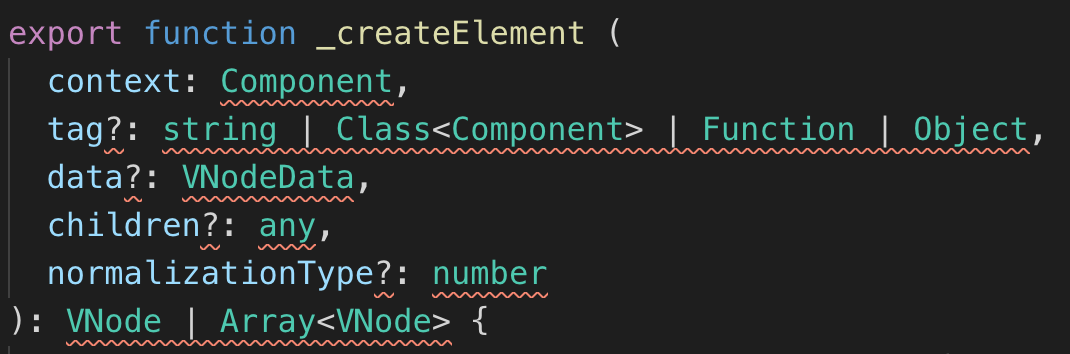 export function _createElement (
  context: Component,
  tag?: string | Class<Component> | Function | Object,
  data?: VNodeData,
  children?: any,
  normalizationType?: number
): VNode | Array<VNode> {